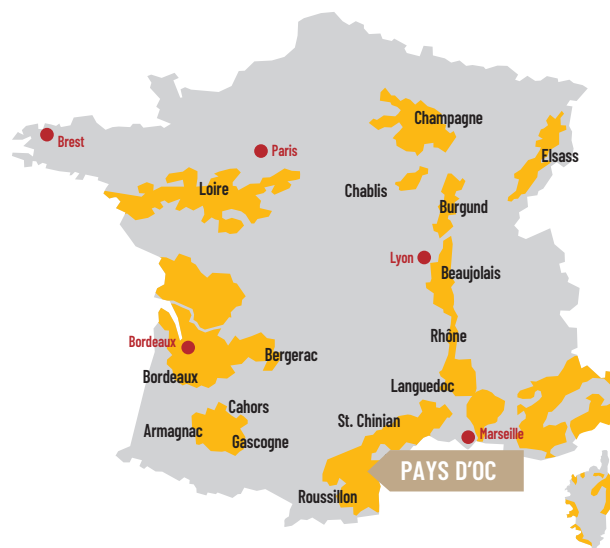 Champagne
Brest
Paris
Elsass
Loire
Chablis
Burgund
Lyon
Beaujolais
Rhône
Bordeaux
Bergerac
Bordeaux
Languedoc
Cahors
St. Chinian
Armagnac
Gascogne
Marseille
PAYS D'OC
Roussillon